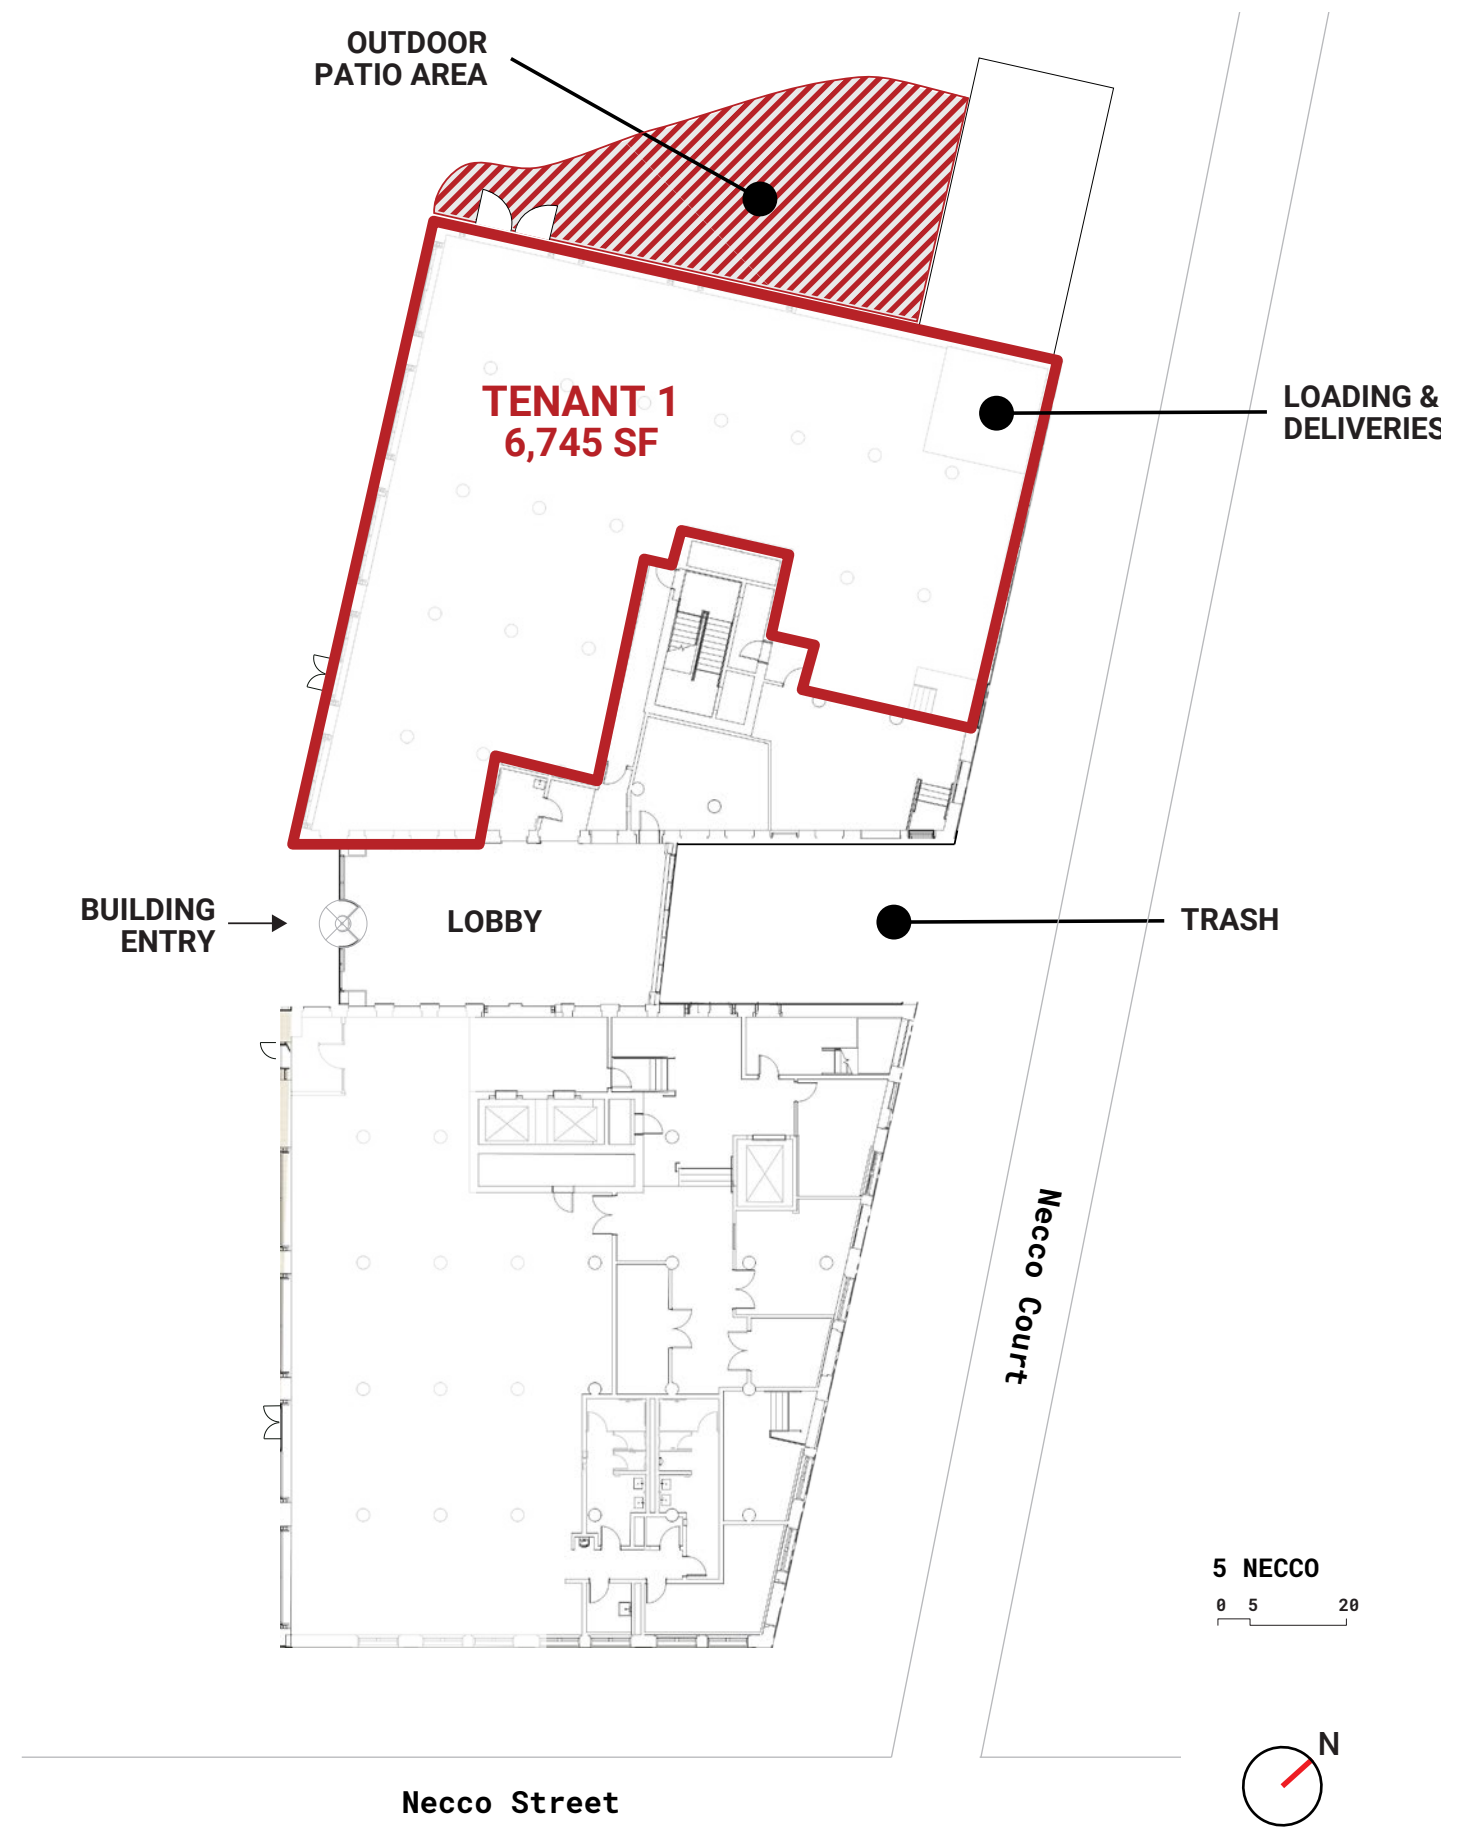 OUTDOOR
PATIO AREA
TENANT 1
6,745 SF
LOADING &
DELIVERIES
BUILDING
ENTRY
LOBBY
TRASH
Necco Court
5 NECCO
0 5 20
N
Necco Street